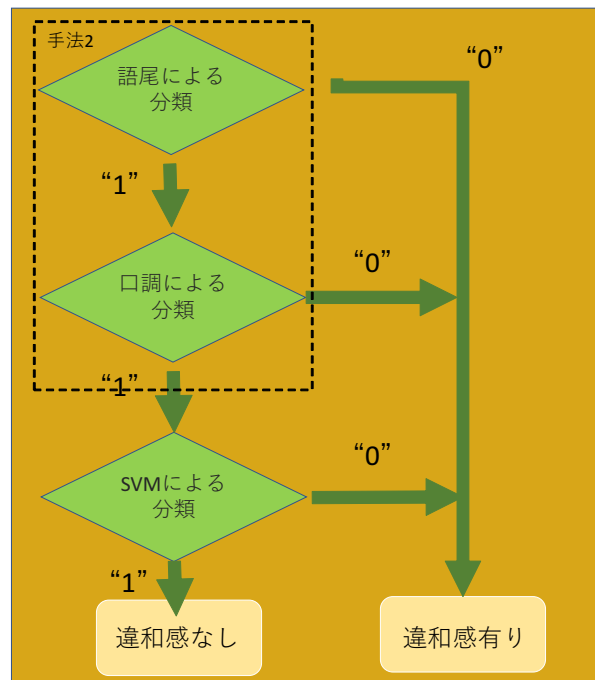 手法2
語尾による
分類
“0”
“1”
口調による
分類
“0”
“1”
SVMによる
分類
“0”
“1”
違和感なし
違和感有り